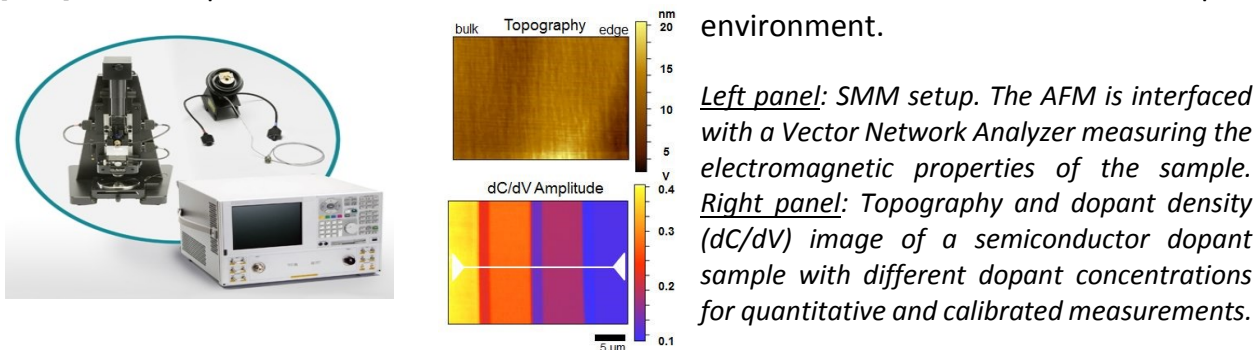 environment.
bulk Topography edge
nm
20
15
10
5
V
dC/dV Amplitude
0.4
0.3
0.2
0.1
5 µm
Left panel: SMM setup. The AFM is interfaced
with a Vector Network Analyzer measuring the
electromagnetic properties of the sample.
Right panel: Topography and dopant density
(dC/dV) image of a semiconductor dopant
sample with different dopant concentrations
for quantitative and calibrated measurements.